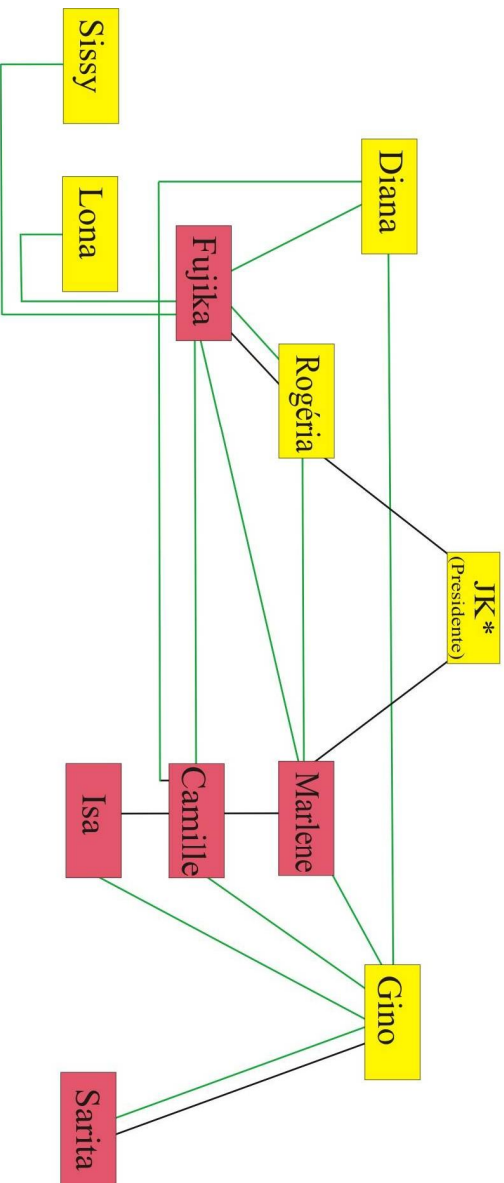 JK*
(Presidente)
Diana
Gino
Rogéria
Marlene
Fujika
Camille
Sissy
Lona
Isa
Sarita